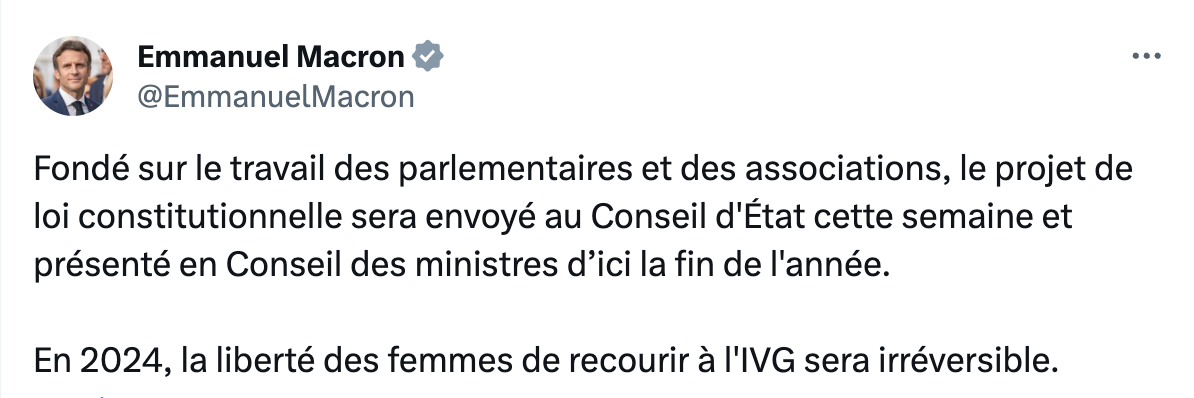 Emmanuel Macron
@EmmanuelMacron
Fondé sur le travail des parlementaires et des associations, le projet de
loi constitutionnelle sera envoyé au Conseil d'État cette semaine et
présenté en Conseil des ministres d’ici la fin de l'année.
En 2024, la liberté des femmes de recourir à l'IVG sera irréversible.